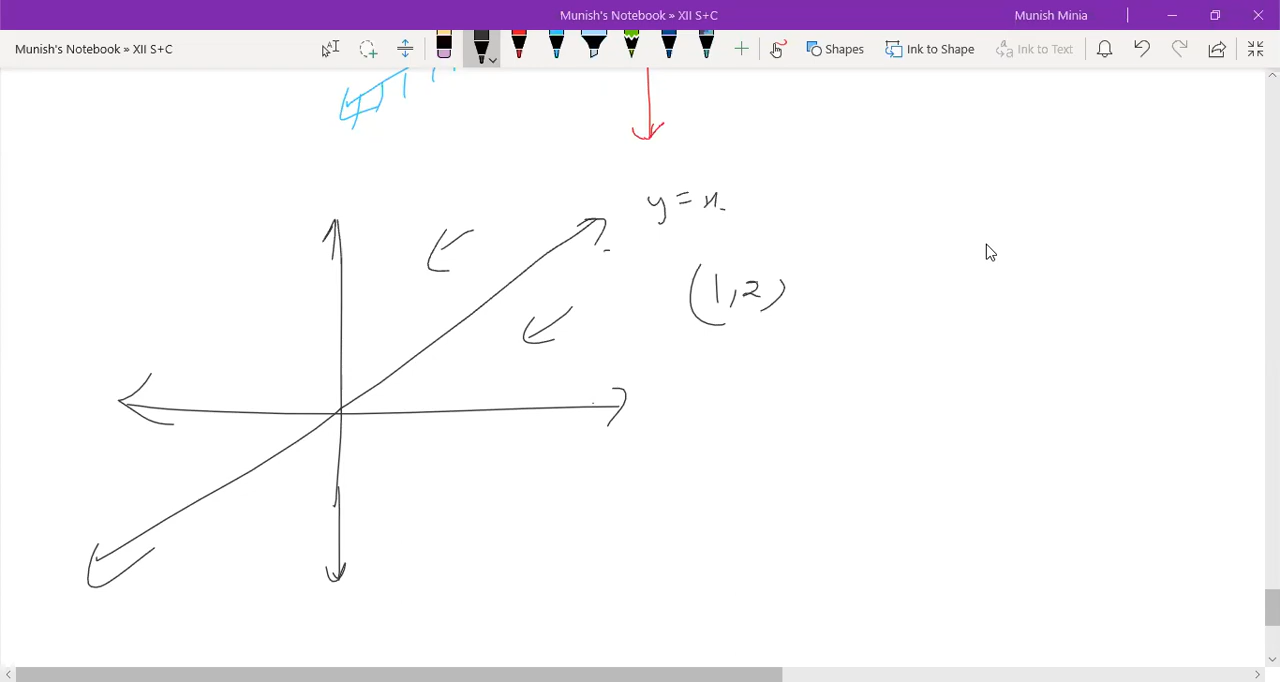 Munish's Notebook » XII S+C
Munish Minia
Munish's Notebook » XII S+C
Shapes
Ink to Shape
Ink to Text
y = x
(1,2)